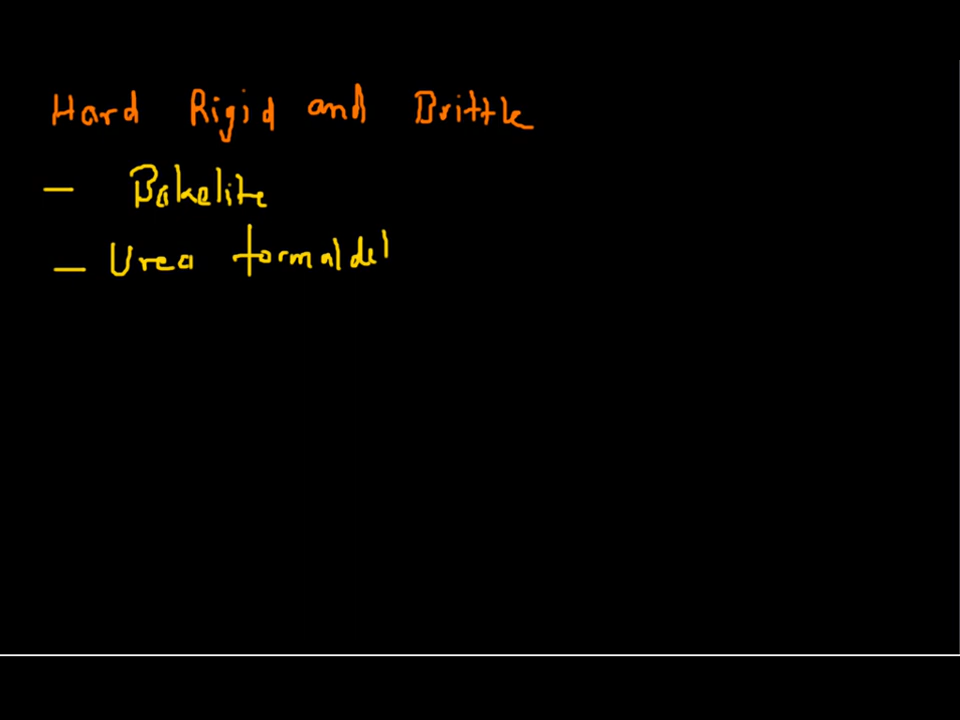 Hard Rigid and Brittle
— Bakelite
— Urea formaldel